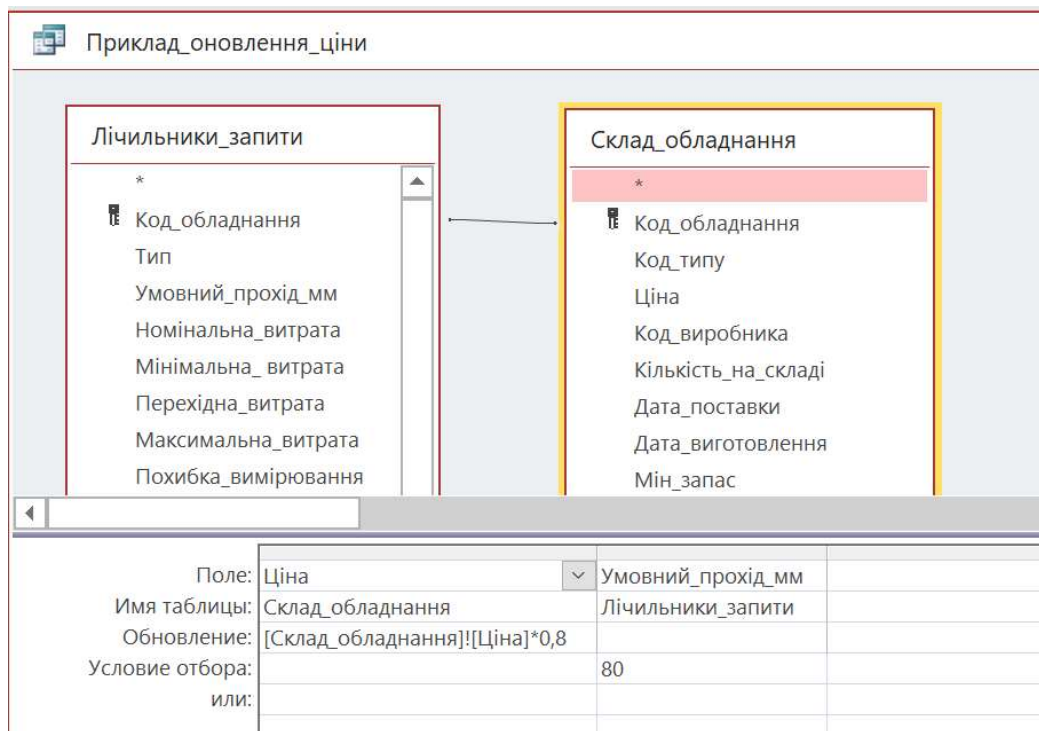 Приклад_оновлення_ціни
Лічильники_запити
*
Код_обладнання
Тип
Умовний_прохід_мм
Номінальна_витрата
Мінімальна_ витрата
Перехідна_витрата
Максимальна_витрата
Похибка_вимірювання
Склад_обладнання
*
Код_обладнання
Код_типу
Ціна
Код_виробника
Кількість_на_складі
Дата_поставки
Дата_виготовлення
Мін_запас
Поле: Ціна Умовний_прохід_мм
Имя таблицы: Склад_обладнання Лічильники_запити
Обновление: [Склад_обладнання]![Ціна]*0,8
Условие отбора: 80
или: